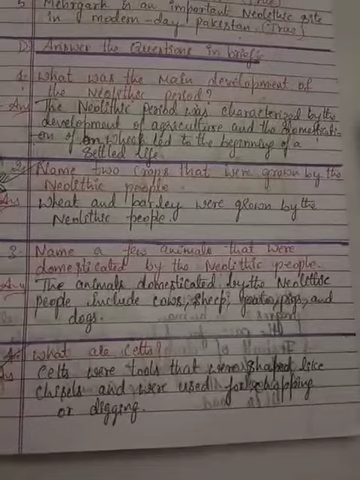 5 Mehrgarh is an important Neolithic site
in modern-day Pakistan. (True)
D) Answer the Questions in brief:
1- What was the main development of
the Neolithic period?
Ans The Neolithic Period was characterized by the
development of agriculture and the domesticati-
on of which led to the beginning of a
settled life.
2- Name two crops that were grown by the
Neolithic people.
Ans Wheat and barley were grown by the
Neolithic people.
3- Name a few animals that were
domesticated by the Neolithic people.
Ans The animals domesticated by the Neolithic
People include cows, sheep, goats, pigs, and
dogs.
4- What are Celts?
Ans Celts were tools that were shaped like
chisels and were used for chopping
or digging.